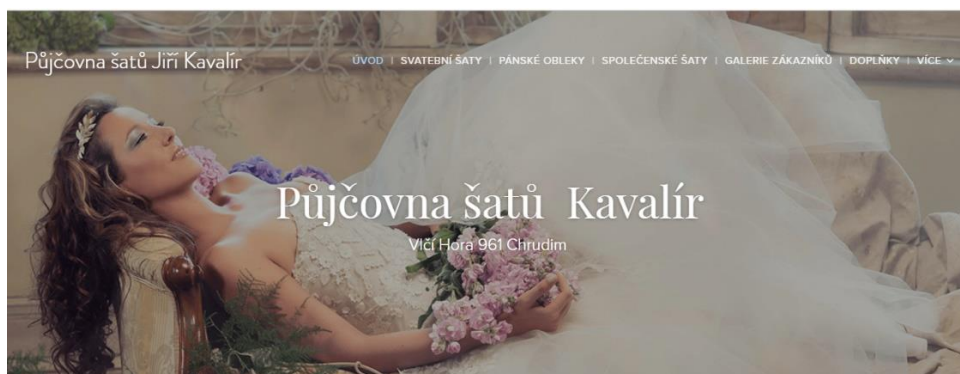 Půjčovna šatů Jiří Kavalír
ÚVOD | SVATEBNÍ ŠATY | PÁNSKÉ OBLEKY | SPOLEČENSKÉ ŠATY | GALERIE ZÁKAZNÍKŮ | DOPLŇKY | VÍCE
Půjčovna šatů Kavalír
Vlčí Hora 961 Chrudim